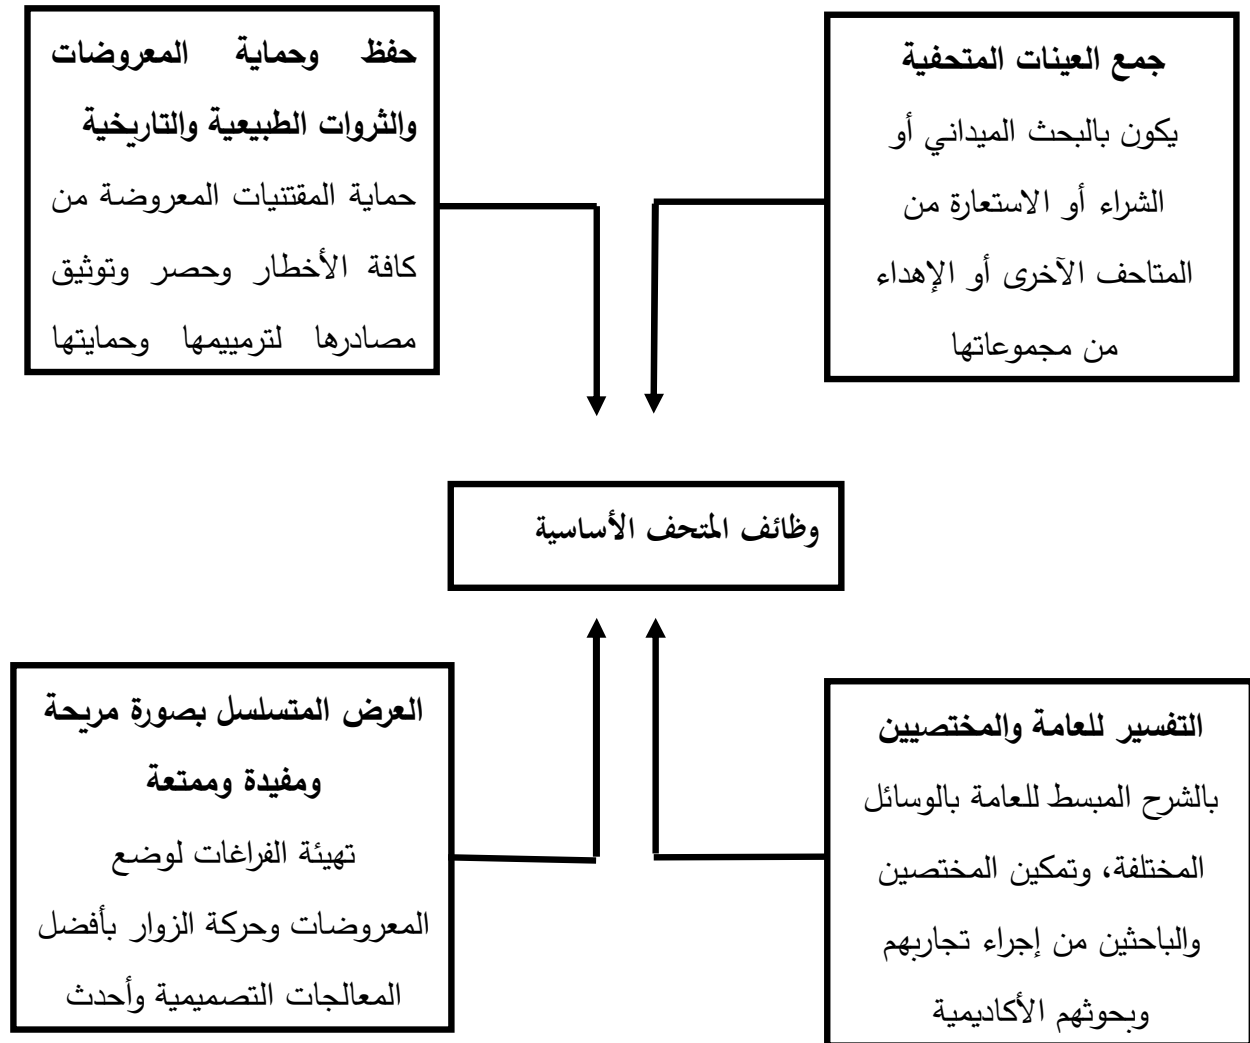 جمع العينات المتحفية
يكون بالبحث الميداني أو
الشراء أو الاستعارة من
المتاحف الآخرى أو الإهداء
من مجموعاتها
حفظ وحماية المعروضات
والثروات الطبيعية والتاريخية
حماية المقتنيات المعروضة من
كافة الأخطار وحصر وتوثيق
مصادرها لترمييمها وحمايتها
وظائف المتحف الأساسية
التفسير للعامة والمختصيين
بالشرح المبسط للعامة بالوسائل
المختلفة، وتمكين المختصين
والباحثين من إجراء تجاربهم
وبحوثهم الأكاديمية
العرض المتسلسل بصورة مريحة
ومفيدة وممتعة
تهيئة الفراغات لوضع
المعروضات وحركة الزوار بأفضل
المعالجات التصميمية وأحدث